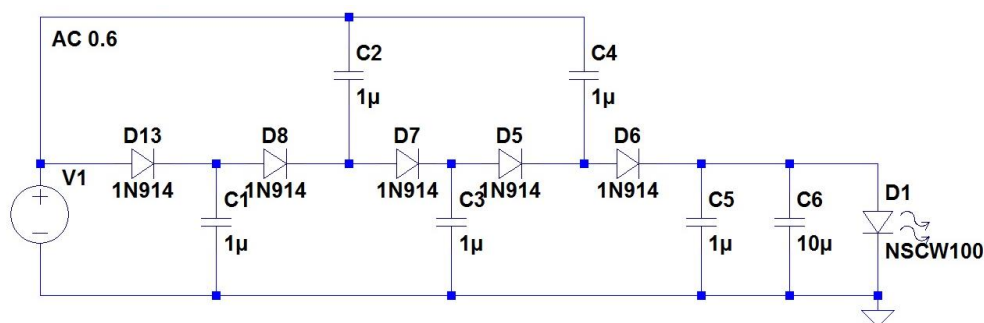 AC 0.6
C2
1µ
C4
1µ
D13
1N914
D8
1N914
D7
1N914
D5
1N914
D6
1N914
V1
C1
1µ
C3
1µ
C5
1µ
C6
10µ
D1
NSCW100